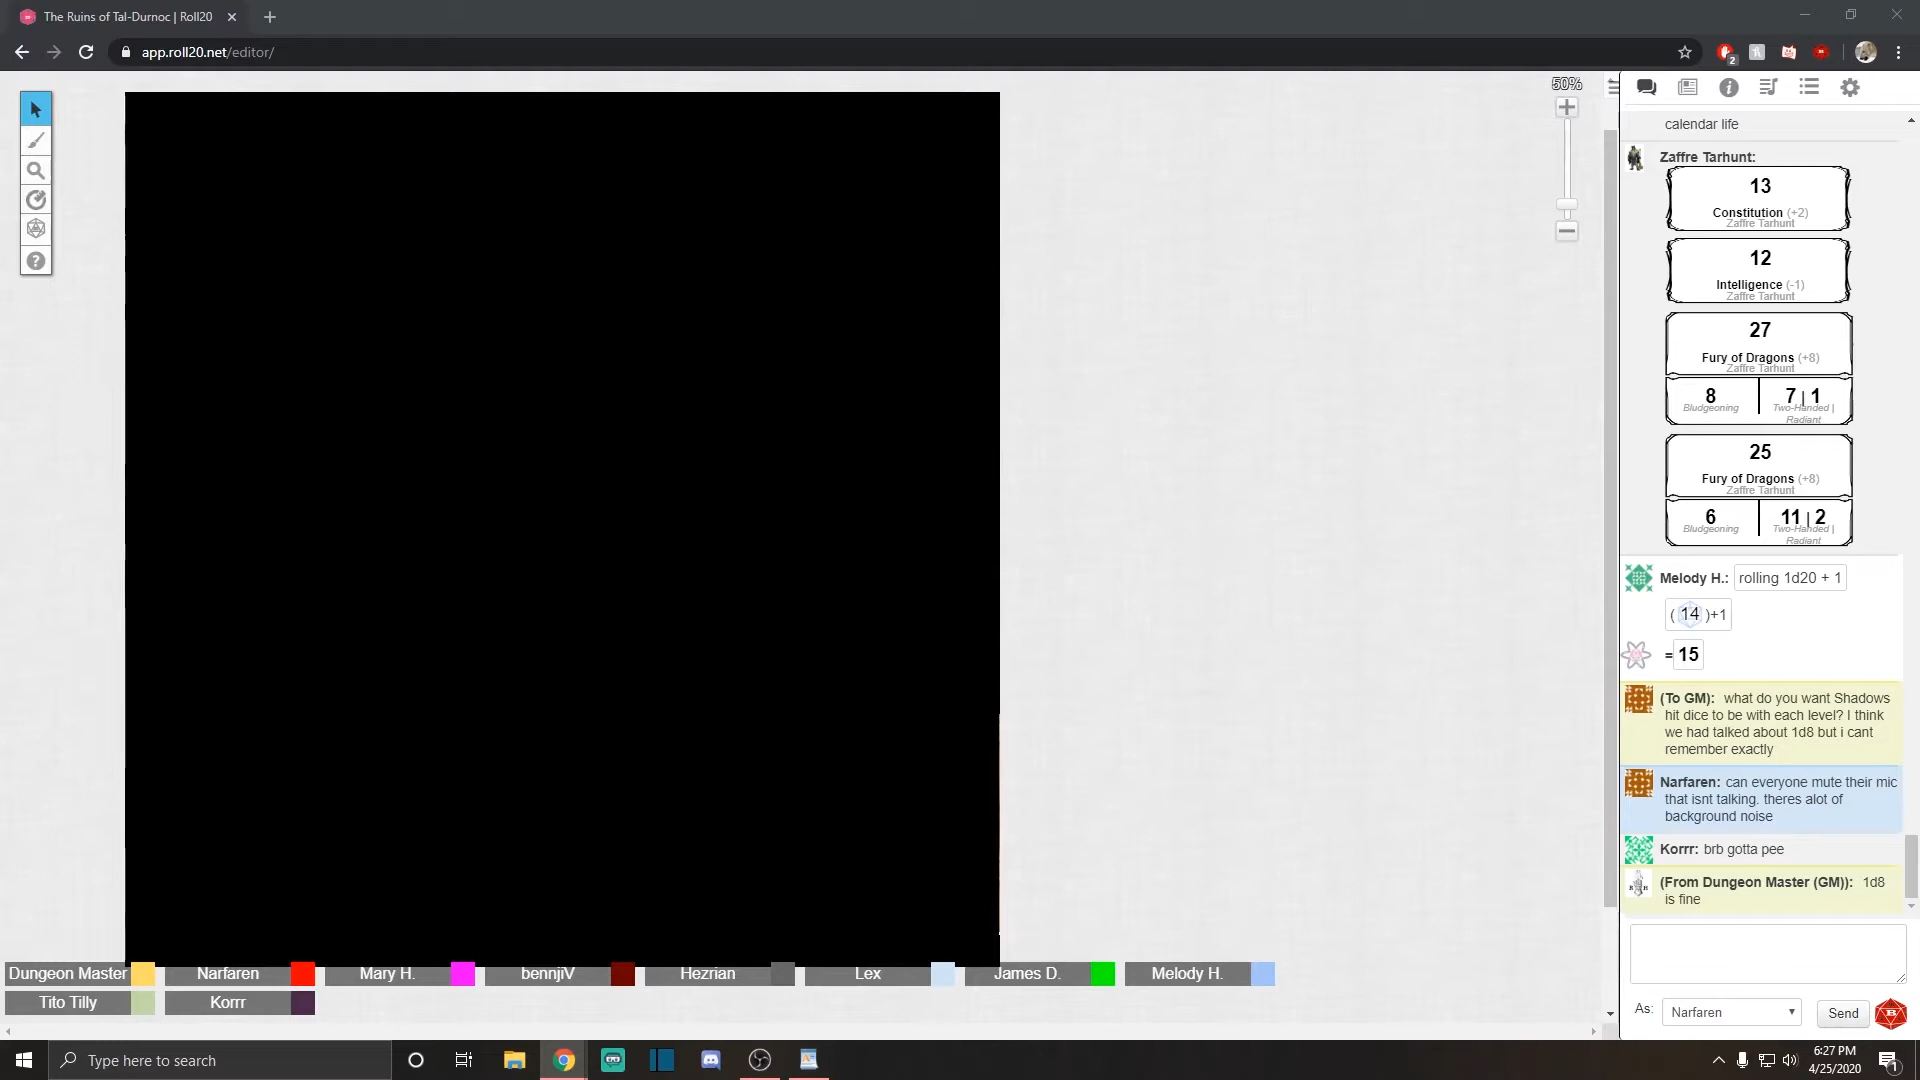 The Ruins of Tal-Durnoc | Roll20
app.roll20.net/editor/
2
50%
calendar life
Zaffre Tarhunt:
13
Constitution (+2)
Zaffre Tarhunt
12
Intelligence (-1)
Zaffre Tarhunt
27
Fury of Dragons (+8)
Zaffre Tarhunt
8
7 | 1
Bludgeoning
Two-Handed |
Radiant
25
Fury of Dragons (+8)
Zaffre Tarhunt
6
11 | 2
Bludgeoning
Two-Handed |
Radiant
Melody H.: rolling 1d20 + 1
( 14 )+1
= 15
(To GM): what do you want Shadows
hit dice to be with each level? I think
we had talked about 1d8 but i cant
remember exactly
Narfaren: can everyone mute their mic
that isnt talking. theres alot of
background noise
Korrr: brb gotta pee
(From Dungeon Master (GM)): 1d8
is fine
Dungeon Master
Narfaren
Mary H.
bennjiV
Hezrian
Lex
James D.
Melody H.
Tito Tilly
Korrr
As:
Narfaren
Send
Type here to search
6:27 PM
4/25/2020
1